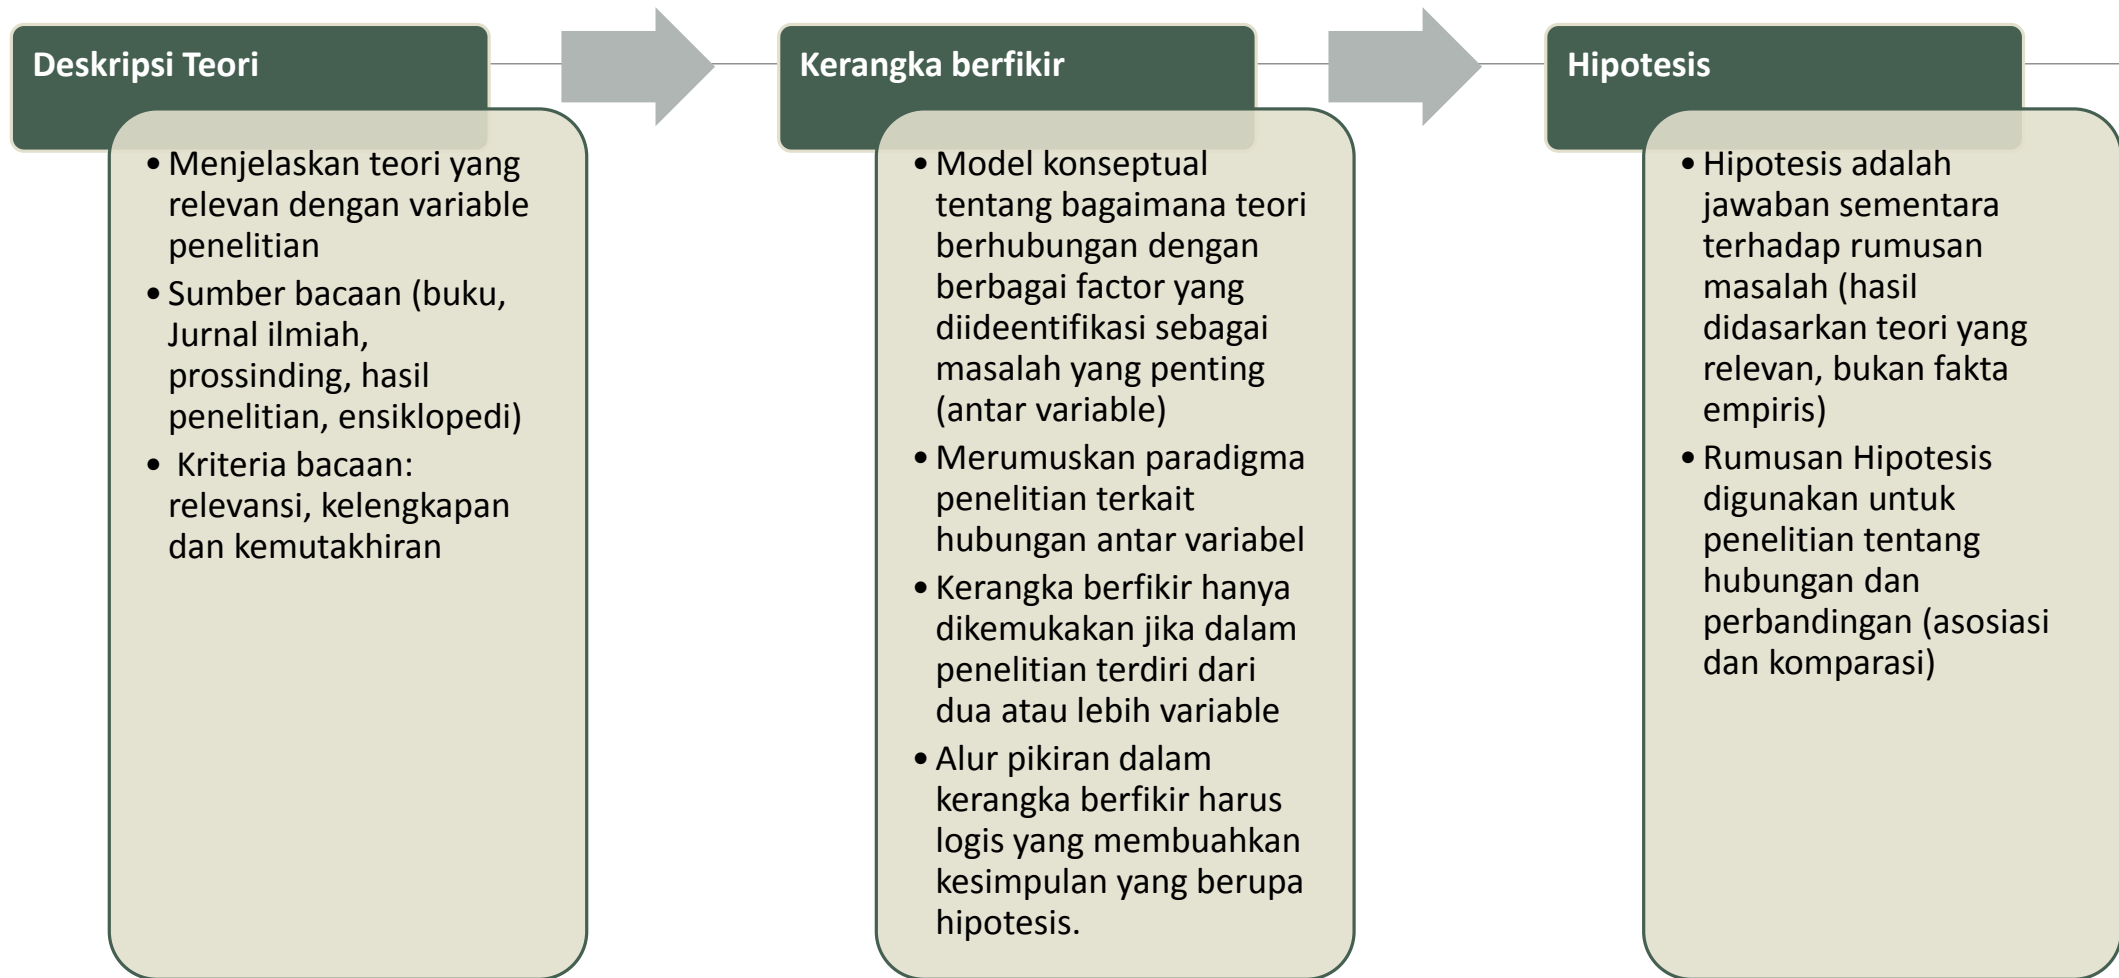 Deskripsi Teori
• Menjelaskan teori yang
relevan dengan variable
penelitian
• Sumber bacaan (buku,
Jurnal ilmiah,
prossinding, hasil
penelitian, ensiklopedi)
• Kriteria bacaan:
relevansi, kelengkapan
dan kemutakhiran
Kerangka berfikir
• Model konseptual
tentang bagaimana teori
berhubungan dengan
berbagai factor yang
diideentifikasi sebagai
masalah yang penting
(antar variable)
• Merumuskan paradigma
penelitian terkait
hubungan antar variabel
• Kerangka berfikir hanya
dikemukakan jika dalam
penelitian terdiri dari
dua atau lebih variable
• Alur pikiran dalam
kerangka berfikir harus
logis yang membuahkan
kesimpulan yang berupa
hipotesis.
Hipotesis
• Hipotesis adalah
jawaban sementara
terhadap rumusan
masalah (hasil
didasarkan teori yang
relevan, bukan fakta
empiris)
• Rumusan Hipotesis
digunakan untuk
penelitian tentang
hubungan dan
perbandingan (asosiasi
dan komparasi)